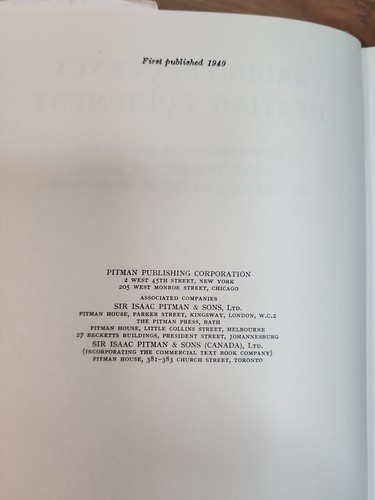 First published 1949
PITMAN PUBLISHING CORPORATION
2 WEST 45TH STREET, NEW YORK
205 WEST MONROE STREET, CHICAGO
ASSOCIATED COMPANIES
SIR ISAAC PITMAN & SONS, LTD.
PITMAN HOUSE, PARKER STREET, KINGSWAY, LONDON, W.C.2
THE PITMAN PRESS, BATH
PITMAN HOUSE, LITTLE COLLINS STREET, MELBOURNE
27 BECKETTS BUILDINGS, PRESIDENT STREET, JOHANNESBURG
SIR ISAAC PITMAN & SONS (CANADA), LTD.
(INCORPORATING THE COMMERCIAL TEXT BOOK COMPANY)
PITMAN HOUSE, 381–383 CHURCH STREET, TORONTO